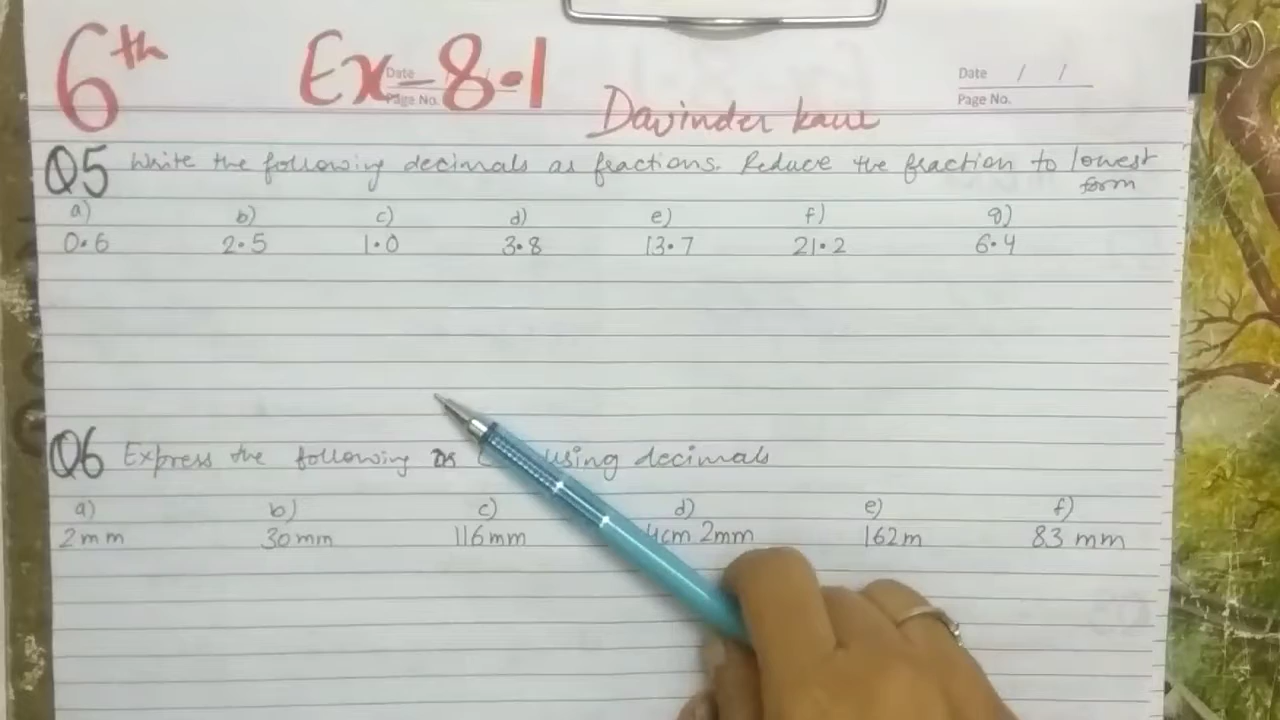 6th Ex-8.1
Date
Page No.
Date / /
Page No.
Davinder kaur
Q5 Write the following decimals as fractions. Reduce the fraction to lowest
form
a) b) c) d) e) f) g)
0.6 2.5 1.0 3.8 13.7 21.2 6.4
Q6 Express the following as using decimals
a) b) c) d) e) f)
2mm 30mm 116mm 4cm 2mm 162m 83 mm